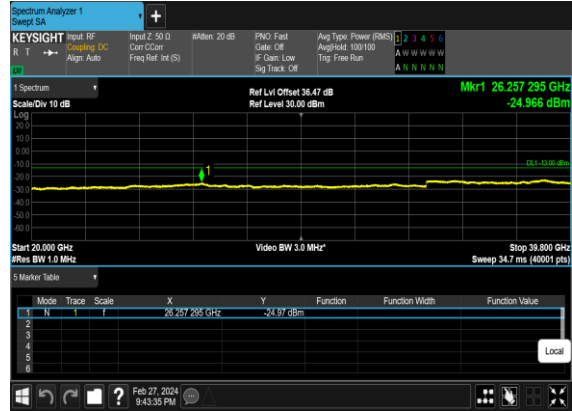 Spectrum Analyzer 1
Swept SA
+
KEYSIGHT Input: RF Input Z: 50 Ω #Atten: 20 dB PNO: Fast Avg Type: Power (RMS) 1 2 3 4 5 6
R T Coupling: DC Corr CCorr Gate: Off Avg|Hold: 100/100 A W W W W W
Align: Auto Freq Ref: Int (S) IF Gain: Low Trig: Free Run
Sig Track: Off A N N N N N
1 Spectrum Ref Lvl Offset 36.47 dB Mkr1 26.257 295 GHz
Scale/Div 10 dB Ref Level 30.00 dBm -24.966 dBm
Log
20.0
10.0
0.00
-10.0 DL1 -13.00 dBm
-20.0 1
-30.0
-40.0
-50.0
-60.0
Start 20.000 GHz Video BW 3.0 MHz* Stop 39.800 GHz
#Res BW 1.0 MHz Sweep 34.7 ms (40001 pts)
5 Marker Table
Mode Trace Scale X Y Function Function Width Function Value
1 N 1 f 26.257 295 GHz -24.97 dBm
2
3
4
5
6
Local
? Feb 27, 2024
9:43:35 PM